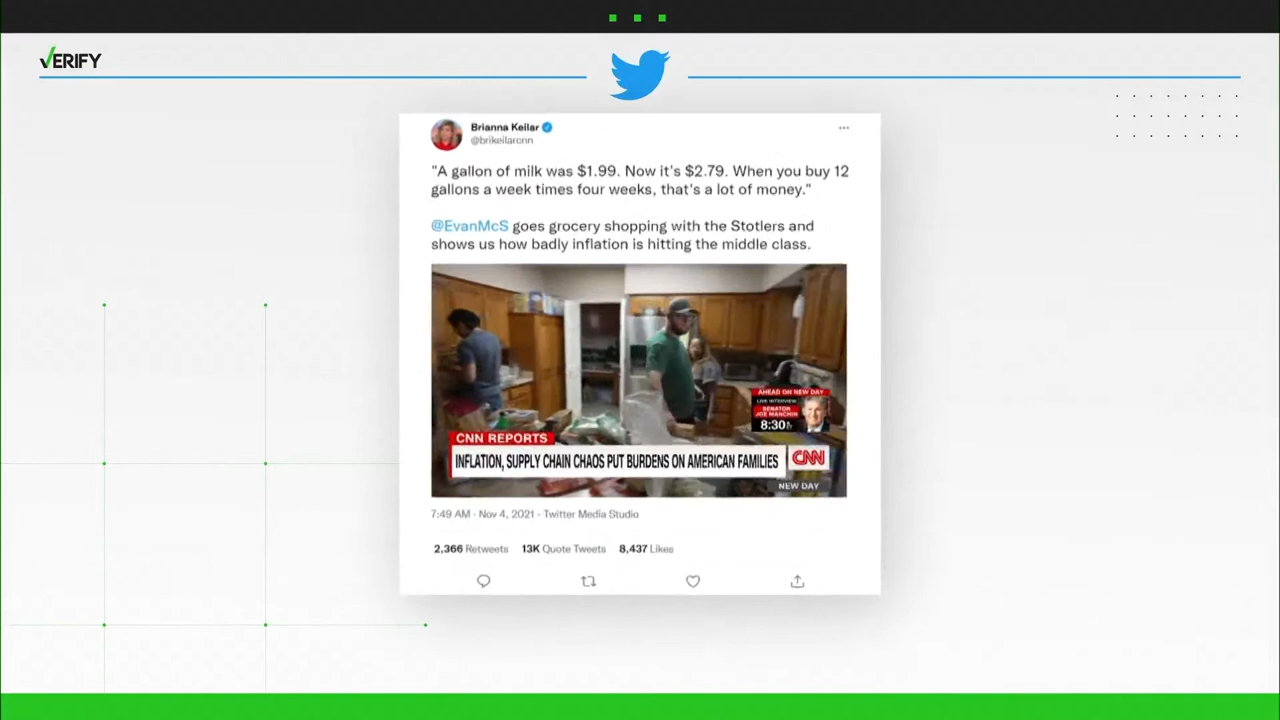 VERIFY
Brianna Keilar
@brikeilarcnn
"A gallon of milk was $1.99. Now it's $2.79. When you buy 12
gallons a week times four weeks, that's a lot of money."
@EvanMcS goes grocery shopping with the Stotlers and
shows us how badly inflation is hitting the middle class.
AHEAD ON NEW DAY
LIVE INTERVIEW
SENATOR
JOE MANCHIN
8:30
CNN REPORTS
INFLATION, SUPPLY CHAIN CHAOS PUT BURDENS ON AMERICAN FAMILIES
CNN
NEW DAY
7:49 AM · Nov 4, 2021 · Twitter Media Studio
2,366 Retweets 13K Quote Tweets 8,437 Likes